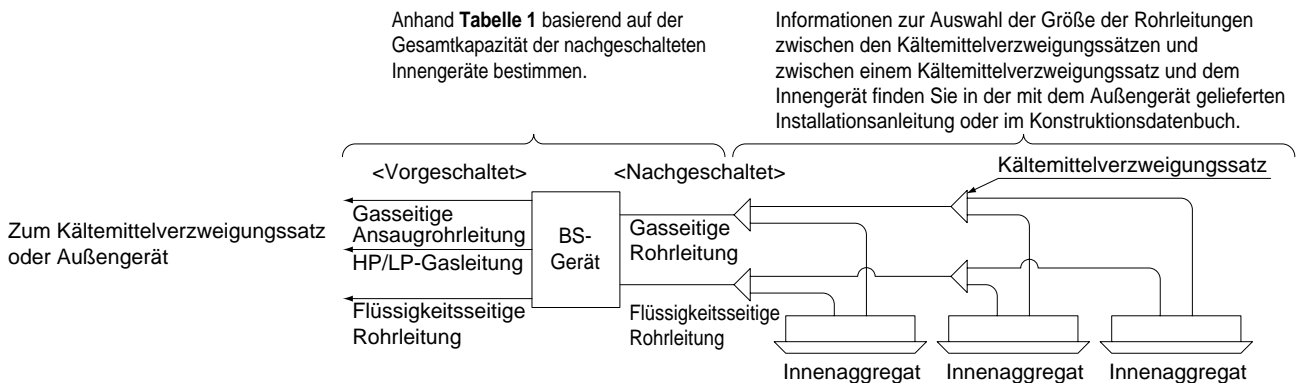 Anhand Tabelle 1 basierend auf der
Gesamtkapazität der nachgeschalteten
Innengeräte bestimmen.
Informationen zur Auswahl der Größe der Rohrleitungen
zwischen den Kältemittelverzweigungssätzen und
zwischen einem Kältemittelverzweigungssatz und dem
Innengerät finden Sie in der mit dem Außengerät gelieferten
Installationsanleitung oder im Konstruktionsdatenbuch.
<Vorgeschaltet>
<Nachgeschaltet>
Kältemittelverzweigungssatz
Zum Kältemittelverzweigungssatz
oder Außengerät
Gasseitige
Ansaugrohrleitung
HP/LP-Gasleitung
Flüssigkeitsseitige
Rohrleitung
BS-
Gerät
Gasseitige
Rohrleitung
Flüssigkeitsseitige
Rohrleitung
Innenaggregat
Innenaggregat
Innenaggregat